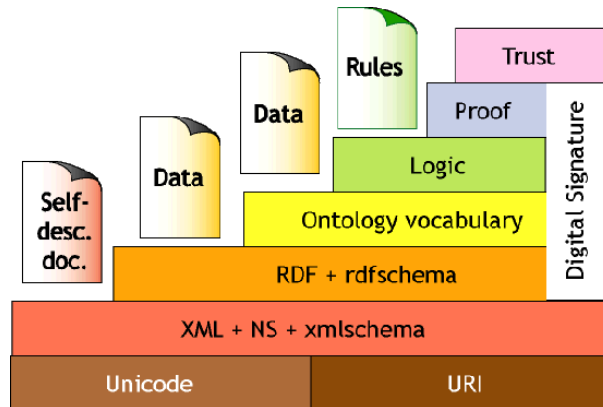 Trust
Rules
Proof
Data
Logic
Data
Digital Signature
Self-
desc.
doc.
Ontology vocabulary
RDF + rdfschema
XML + NS + xmlschema
Unicode
URI